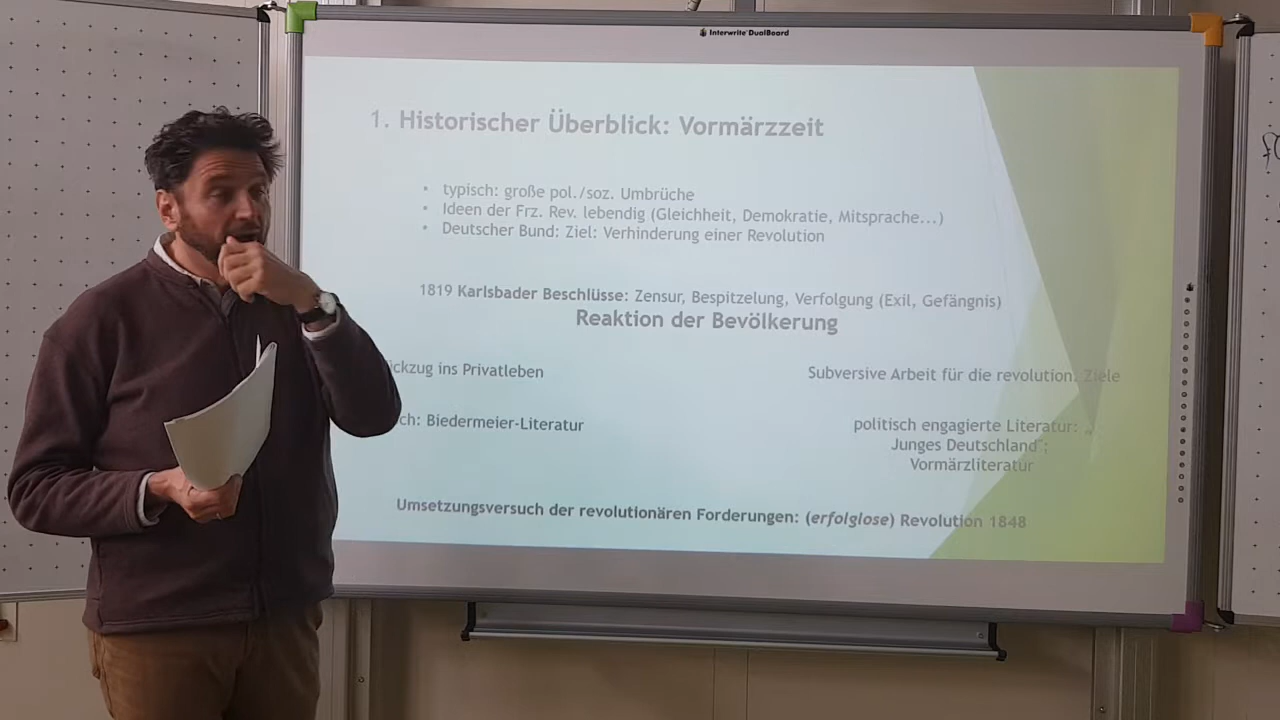 Interwrite DualBoard
1. Historischer Überblick: Vormärzzeit
• typisch: große pol./soz. Umbrüche
• Ideen der Frz. Rev. lebendig (Gleichheit, Demokratie, Mitsprache...)
• Deutscher Bund: Ziel: Verhinderung einer Revolution
1819 Karlsbader Beschlüsse: Zensur, Bespitzelung, Verfolgung (Exil, Gefängnis)
Reaktion der Bevölkerung
ckzug ins Privatleben
Subversive Arbeit für die revolution. Ziele
ch: Biedermeier-Literatur
politisch engagierte Literatur: „
Junges Deutschland“;
Vormärzliteratur
Umsetzungsversuch der revolutionären Forderungen: (erfolglose) Revolution 1848